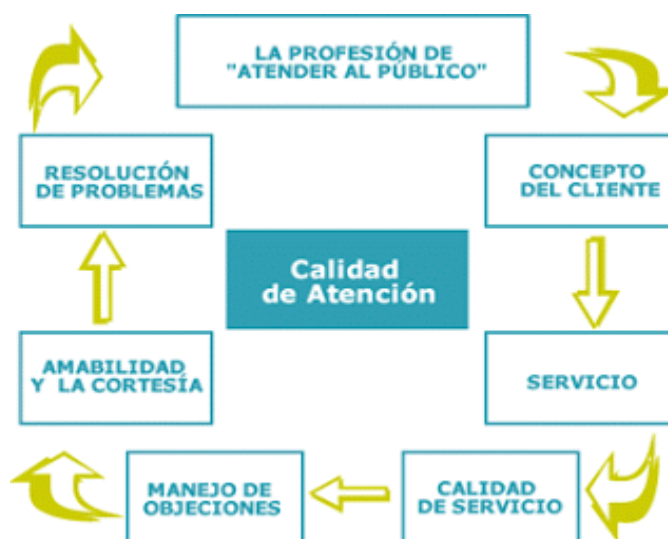 LA PROFESIÓN DE
"ATENDER AL PÚBLICO"
RESOLUCIÓN
DE PROBLEMAS
CONCEPTO
DEL CLIENTE
Calidad
de Atención
AMABILIDAD
Y LA CORTESÍA
SERVICIO
MANEJO DE
OBJECIONES
CALIDAD
DE SERVICIO